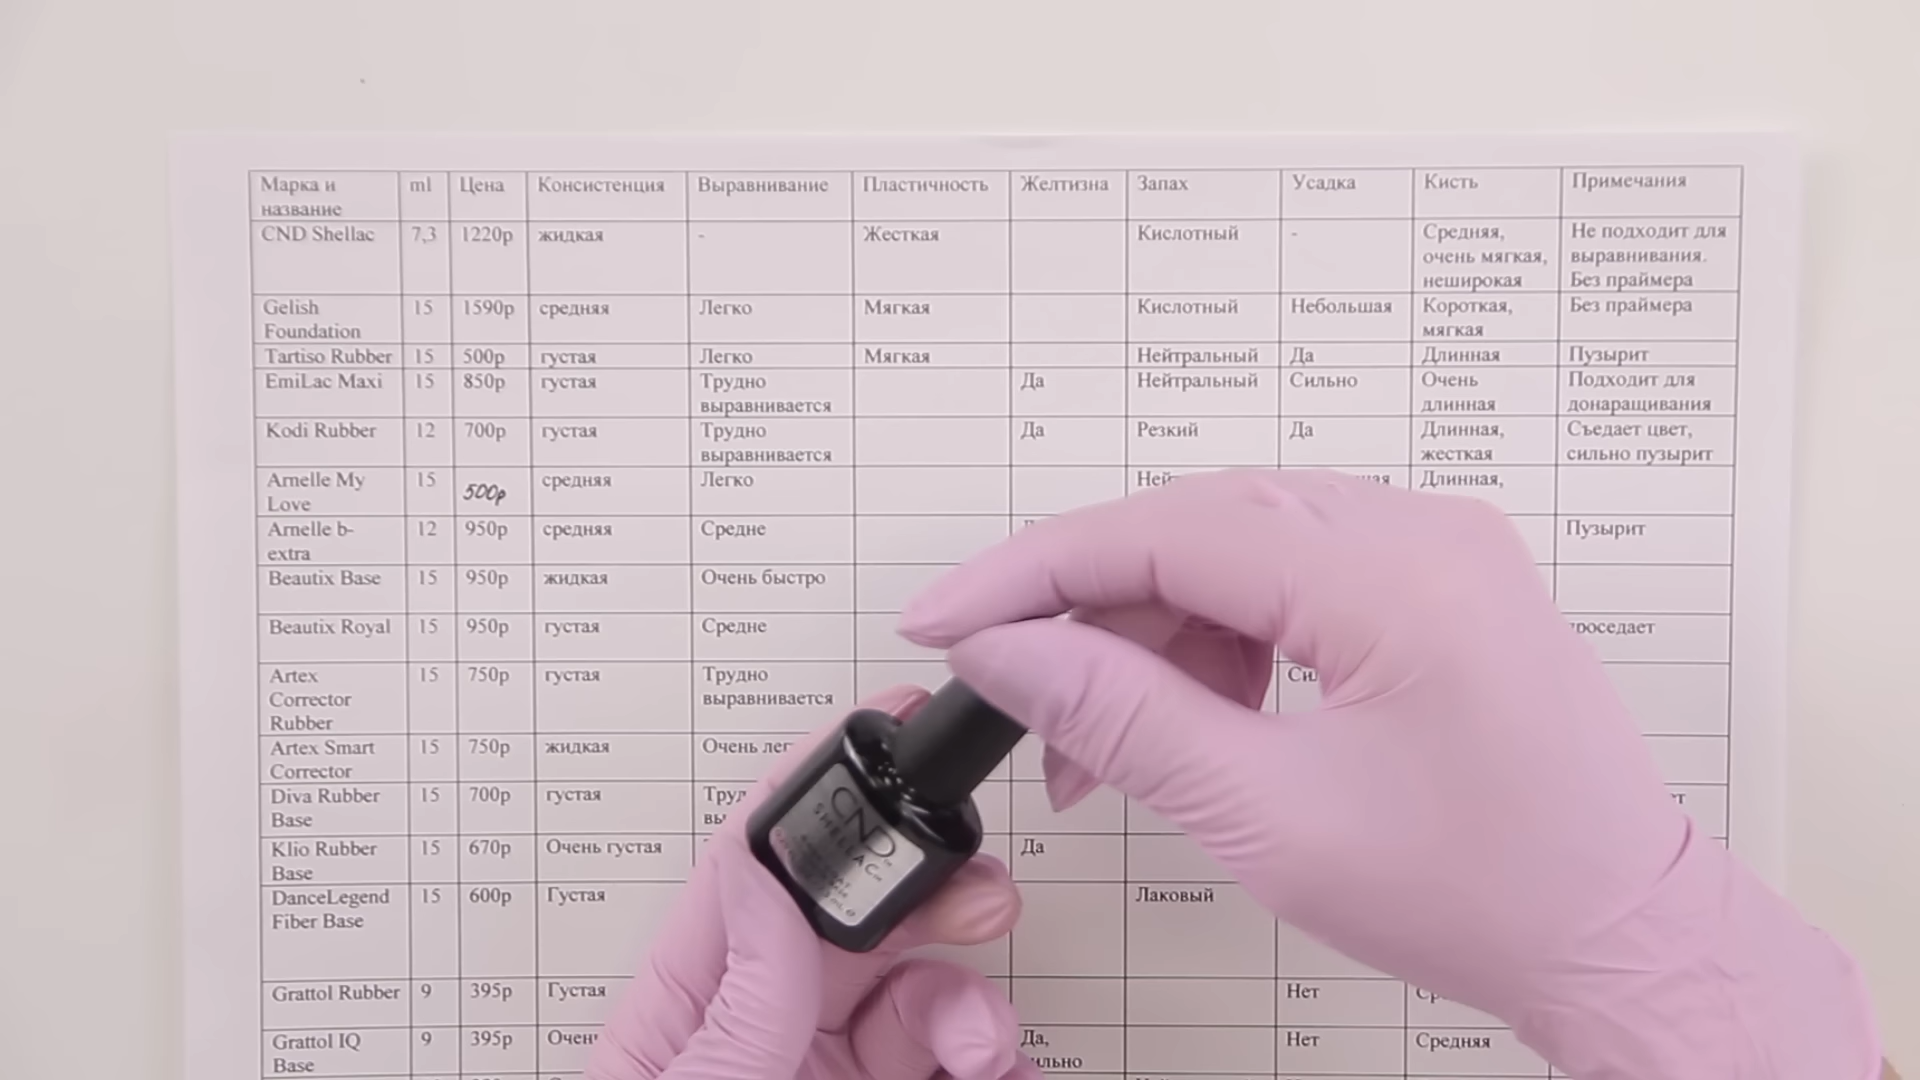 Марка и ml Цена Консистенция Выравнивание Пластичность Желтизна Запах Усадка Кисть Примечания
название
CND Shellac 7,3 1220р жидкая - Жесткая Кислотный - Средняя, Не подходит для
очень мягкая, выравнивания.
неширокая Без праймера
Gelish 15 1590р средняя Легко Мягкая Кислотный Небольшая Короткая, Без праймера
Foundation мягкая
Tartiso Rubber 15 500р густая Легко Мягкая Нейтральный Да Длинная Пузырит
EmiLac Maxi 15 850р густая Трудно Да Нейтральный Сильно Очень Подходит для
выравнивается длинная донаращивания
Kodi Rubber 12 700р густая Трудно Да Резкий Да Длинная, Съедает цвет,
выравнивается жесткая сильно пузырит
Arnelle My 15 500р средняя Легко Длинная,
Love
Arnelle b- 12 950р средняя Средне Пузырит
extra
Beautix Base 15 950р жидкая Очень быстро
Beautix Royal 15 950р густая Средне проседает
Artex 15 750р густая Трудно
Corrector выравнивается
Rubber
Artex Smart 15 750р жидкая Очень
Corrector
Diva Rubber 15 700р густая
Base
Klio Rubber 15 670р Очень густая Да
Base
DanceLegend 15 600р Густая Лаковый
Fiber Base
Grattol Rubber 9 395р Густая Нет
Grattol IQ 9 395р Да, Нет Средняя
Base
CND
SHELLAC